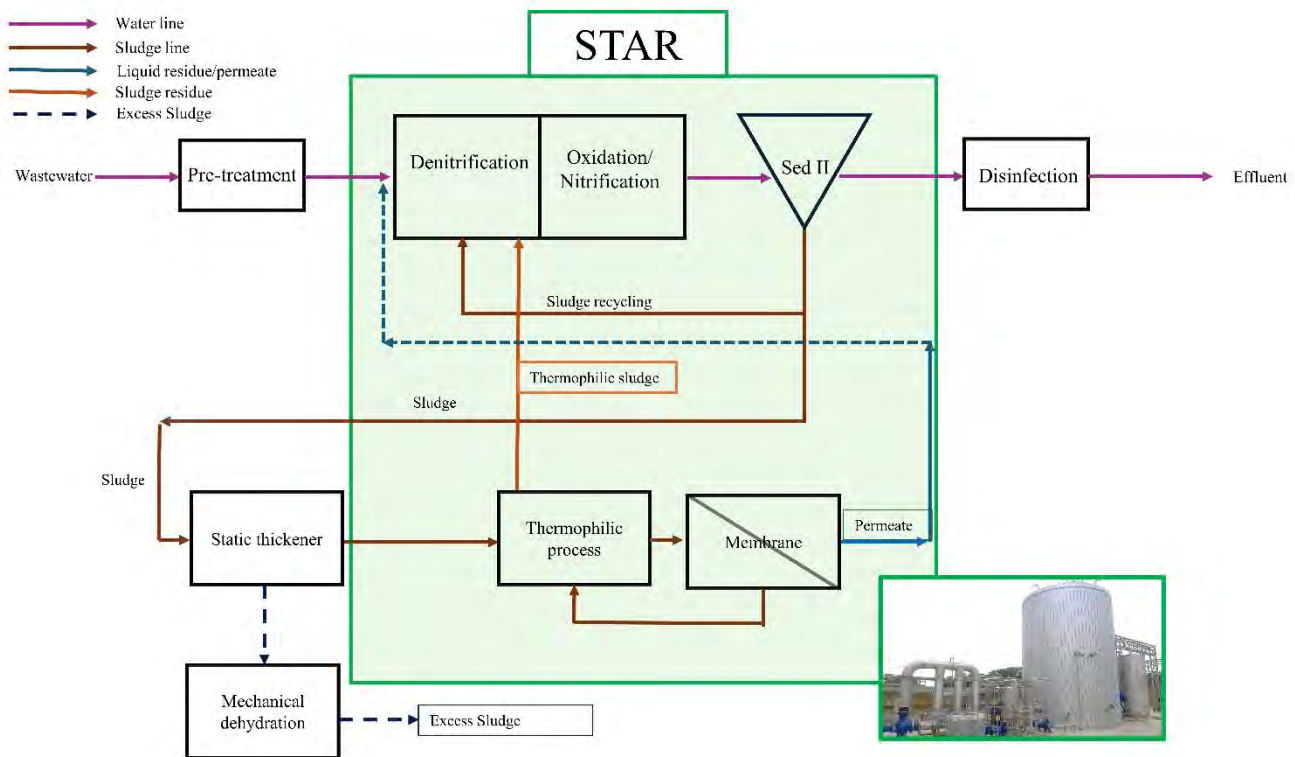 STAR
Water line
Sludge line
Liquid residue/permeate
Sludge residue
Excess Sludge
Wastewater
Pre-treatment
Denitrification
Oxidation/
Nitrification
Sed II
Disinfection
Effluent
Sludge recycling
Thermophilic sludge
Sludge
Sludge
Static thickener
Thermophilic
process
Membrane
Permeate
Mechanical
dehydration
Excess Sludge